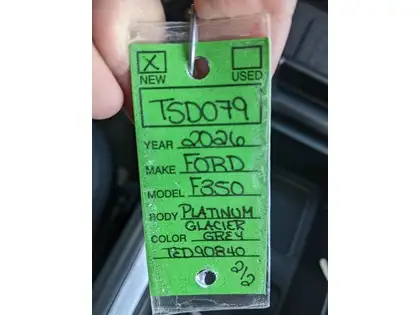 X
NEW USED
TSD079
YEAR 2026
MAKE FORD
MODEL F350
BODY PLATINUM
GLACIER
COLOR GREY
TED90840
2/2